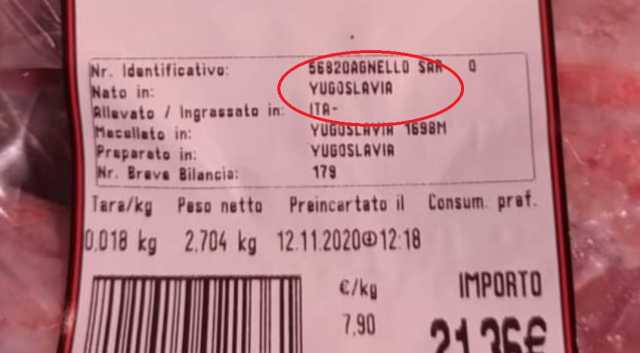 Nr. Identificativo: 56820AGNELLO SAR Q
Nato in: YUGOSLAVIA
Allevato / Ingrassato in: ITA-
Macellato in: YUGOSLAVIA 1698M
Preparato in: YUGOSLAVIA
Nr. Breve Bilancia: 179
Tara/kg Peso netto Preincartato il Consum. pref.
0,018 kg 2,704 kg 12.11.2020 12:18
€/kg IMPORTO
7,90 21,36€